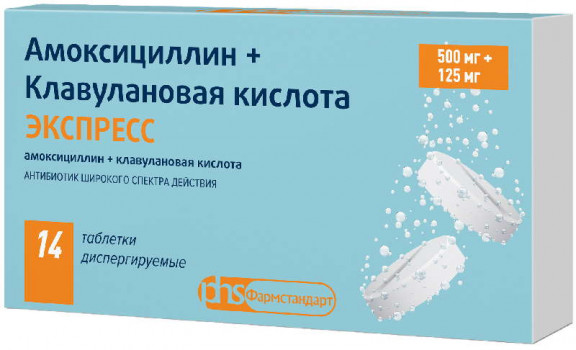 Амоксициллин +
Клавулановая кислота
ЭКСПРЕСС
амоксициллин + клавулановая кислота
АНТИБИОТИК ШИРОКОГО СПЕКТРА ДЕЙСТВИЯ
500 мг +
125 мг
14
таблетки
диспергируемые
phs Фармстандарт